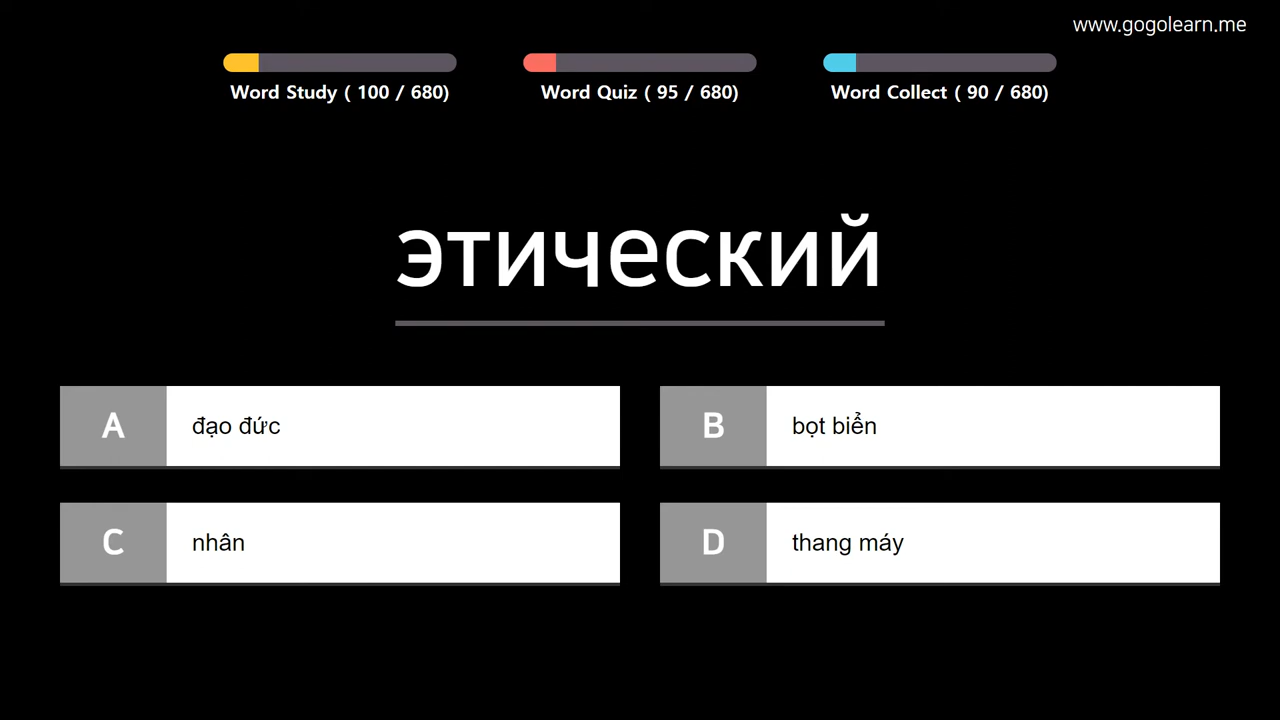 www.gogolearn.me
Word Study ( 100 / 680)
Word Quiz ( 95 / 680)
Word Collect ( 90 / 680)
этический
A đạo đức
B bọt biển
C nhân
D thang máy